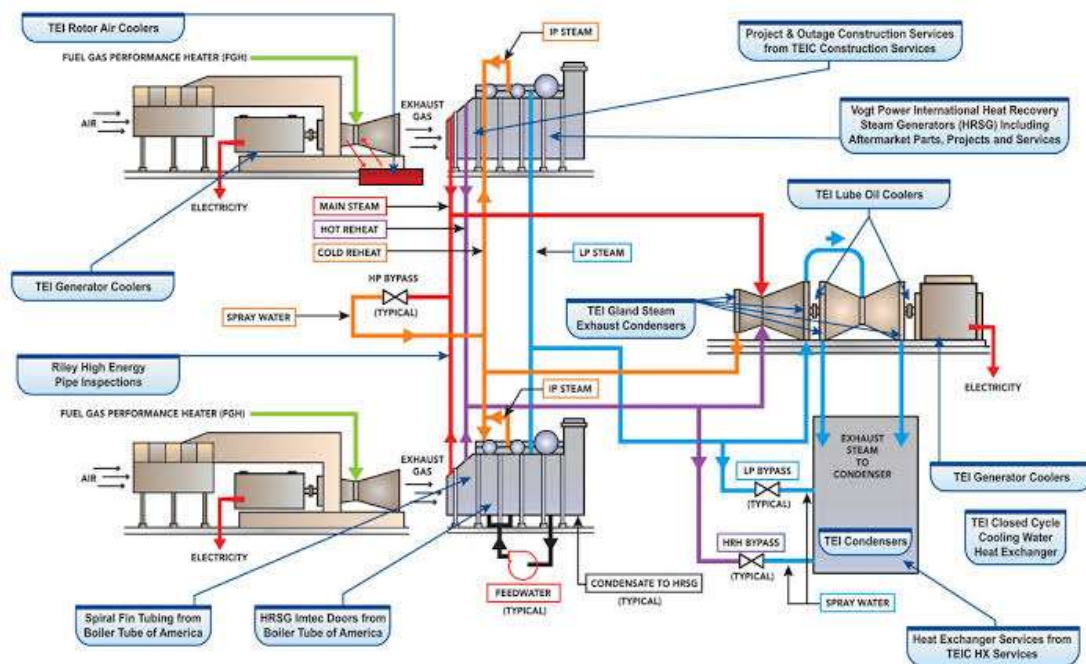 TEI Rotor Air Coolers
FUEL GAS PERFORMANCE HEATER (FGH)
AIR
EXHAUST
GAS
ELECTRICITY
TEI Generator Coolers
IP STEAM
Project & Outage Construction Services
from TEIC Construction Services
Vogt Power International Heat Recovery
Steam Generators (HRSG) Including
Aftermarket Parts, Projects and Services
MAIN STEAM
HOT REHEAT
COLD REHEAT
LP STEAM
HP BYPASS
(TYPICAL)
SPRAY WATER
TEI Lube Oil Coolers
TEI Gland Steam
Exhaust Condensers
ELECTRICITY
Riley High Energy
Pipe Inspections
IP STEAM
FUEL GAS PERFORMANCE HEATER (FGH)
AIR
EXHAUST
GAS
ELECTRICITY
EXHAUST
STEAM
TO
CONDENSER
LP BYPASS
(TYPICAL)
TEI Generator Coolers
TEI Condensers
TEI Closed Cycle
Cooling Water
Heat Exchanger
HRH BYPASS
(TYPICAL)
FEEDWATER
(TYPICAL)
CONDENSATE TO HRSG
(TYPICAL)
SPRAY WATER
Spiral Fin Tubing from
Boiler Tube of America
HRSG Imtec Doors from
Boiler Tube of America
Heat Exchanger Services from
TEIC HX Services